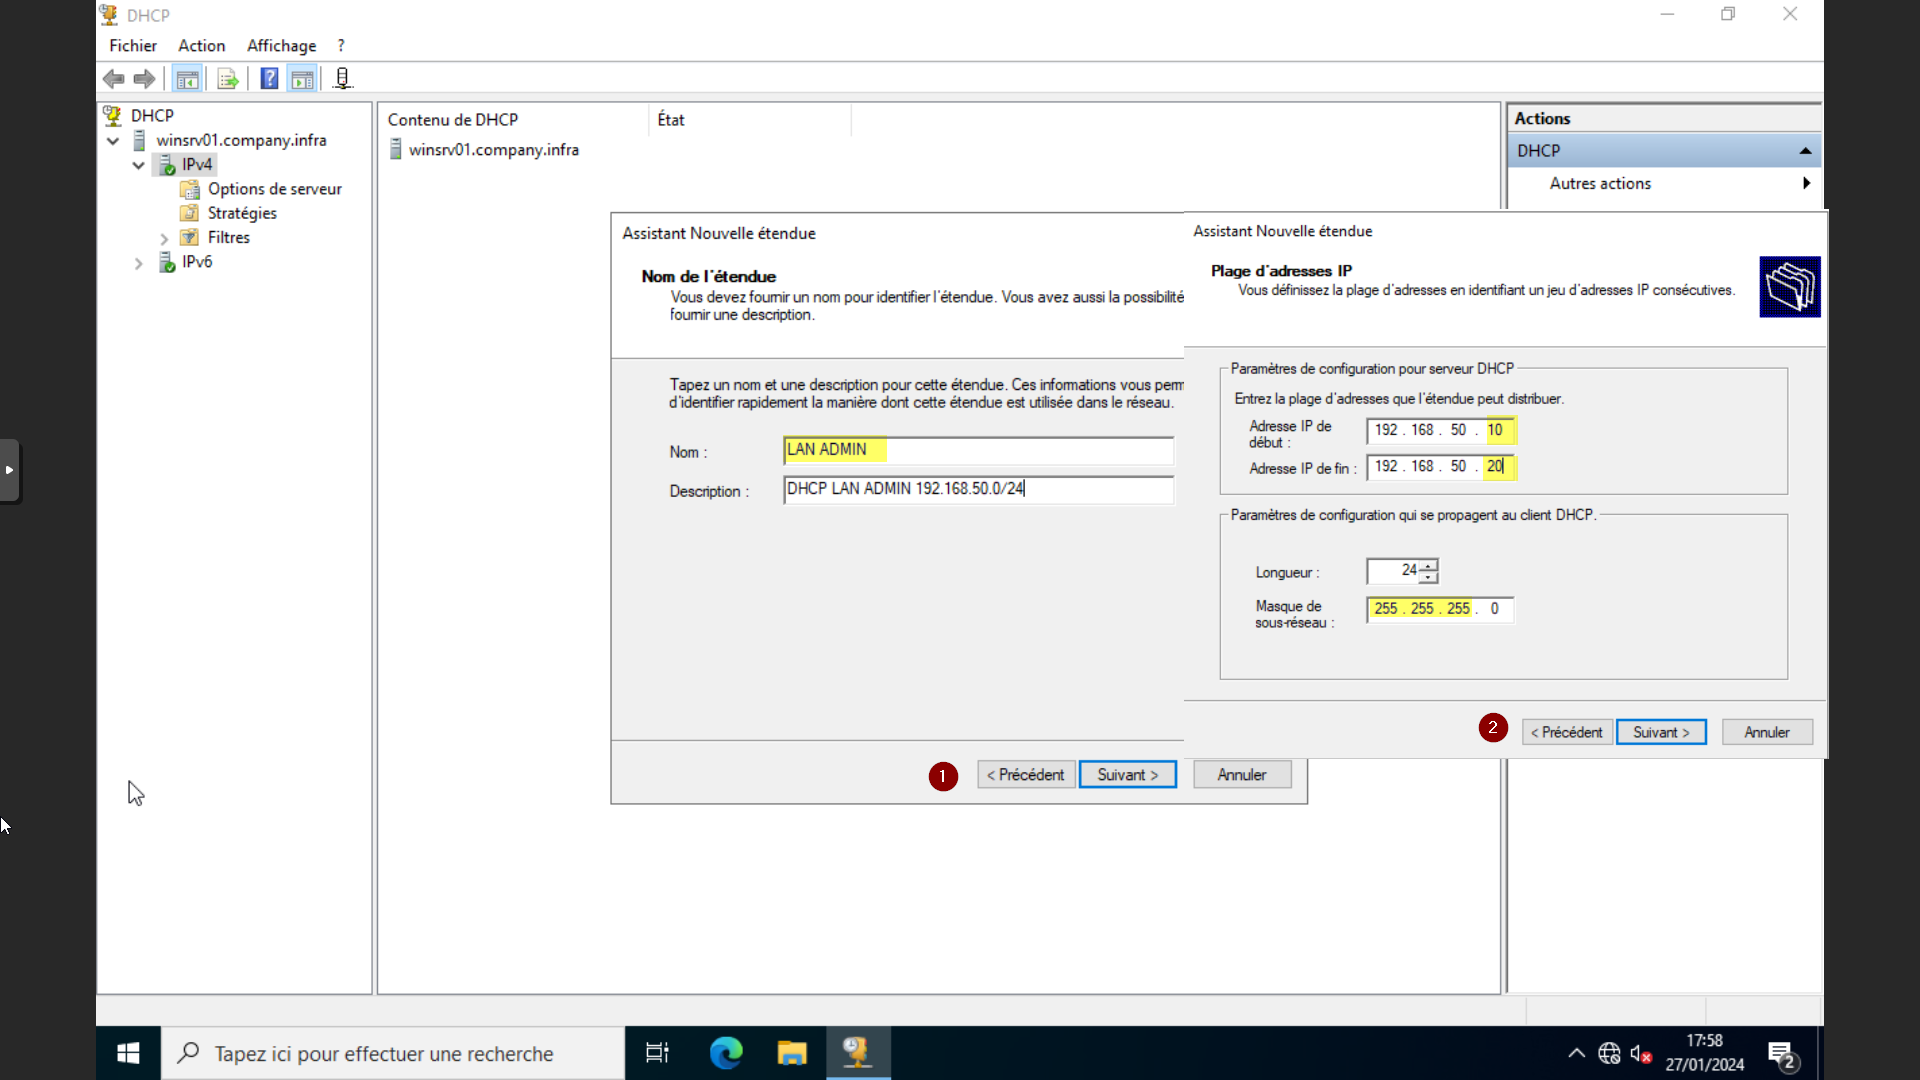 DHCP
Fichier Action Affichage ?
DHCP
winsrv01.company.infra
IPv4
Options de serveur
Stratégies
Filtres
IPv6
Contenu de DHCP État
winsrv01.company.infra
Actions
DHCP
Autres actions
Assistant Nouvelle étendue
Nom de l'étendue
Vous devez fournir un nom pour identifier l'étendue. Vous avez aussi la possibilité
fournir une description.
Tapez un nom et une description pour cette étendue. Ces informations vous perm
d'identifier rapidement la manière dont cette étendue est utilisée dans le réseau.
Nom : LAN ADMIN
Description : DHCP LAN ADMIN 192.168.50.0/24
1 < Précédent Suivant > Annuler
Assistant Nouvelle étendue
Plage d'adresses IP
Vous définissez la plage d'adresses en identifiant un jeu d'adresses IP consécutives.
Paramètres de configuration pour serveur DHCP
Entrez la plage d'adresses que l'étendue peut distribuer.
Adresse IP de
début : 192 . 168 . 50 . 10
Adresse IP de fin : 192 . 168 . 50 . 20
Paramètres de configuration qui se propagent au client DHCP.
Longueur : 24
Masque de
sous-réseau : 255 . 255 . 255 . 0
2 < Précédent Suivant > Annuler
Tapez ici pour effectuer une recherche
17:58
27/01/2024
2